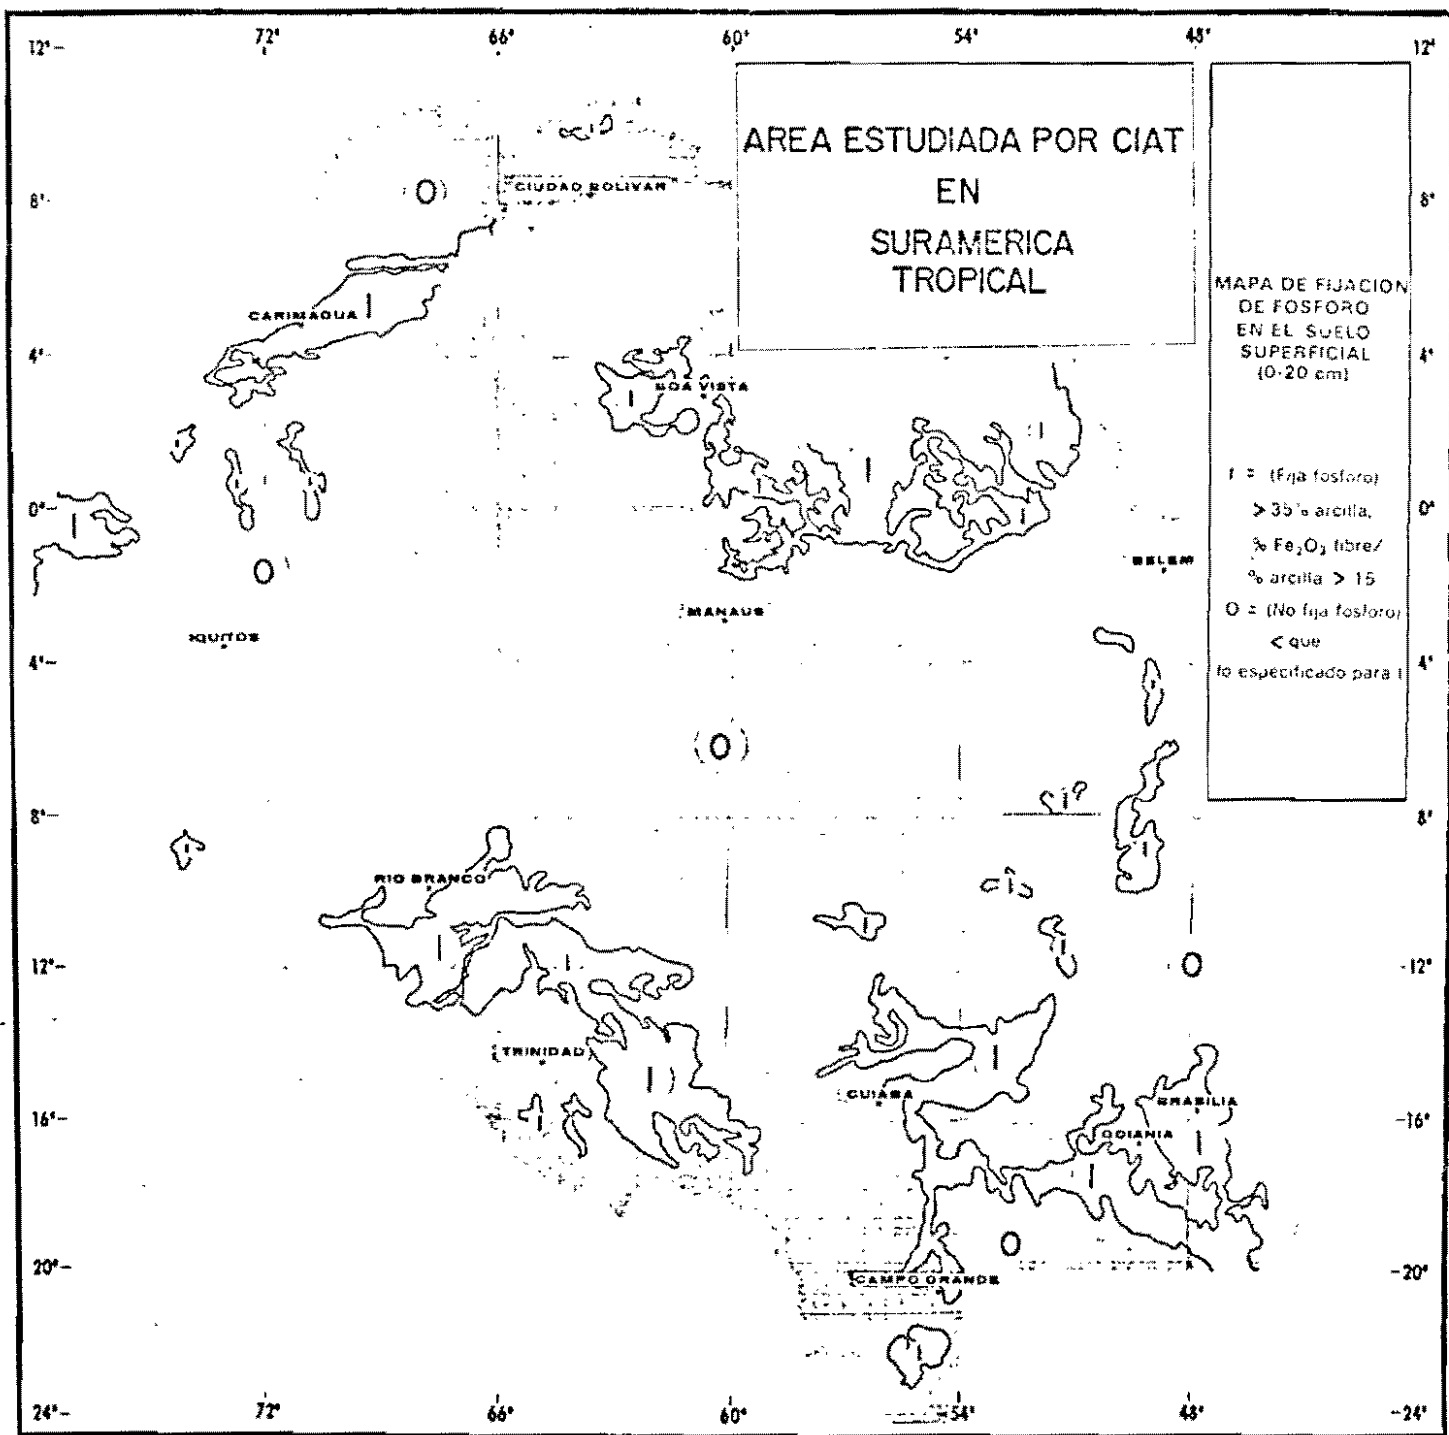 72° 66° 60° 54° 48°
12° 12°
AREA ESTUDIADA POR CIAT
EN
SURAMERICA
TROPICAL
MAPA DE FIJACION
DE FOSFORO
EN EL SUELO
SUPERFICIAL
(0-20 cm)
I = (Fija fosforo)
> 35% arcilla,
% Fe₂O₃ libre/
% arcilla > 15
O = (No fija fosforo)
< que
lo especificado para I
I
8° O CIUDAD BOLIVAR 8°
CARIMAGUA I
4° 4°
BOA VISTA
I
I
I
I
I
I
I
I
0° I I 0°
O
BELEM
MANAUS
IQUITOS
4° 4°
I
O
I
8° 8°
I
I
RIO BRANCO
I
I
I
I
12° I O 12°
TRINIDAD
I
I
CUIABA
BRASILIA
16° I 16°
GOIANIA
I
I
O
20° 20°
CAMPO GRANDE
I
24° 24°
72° 66° 60° 54° 48°